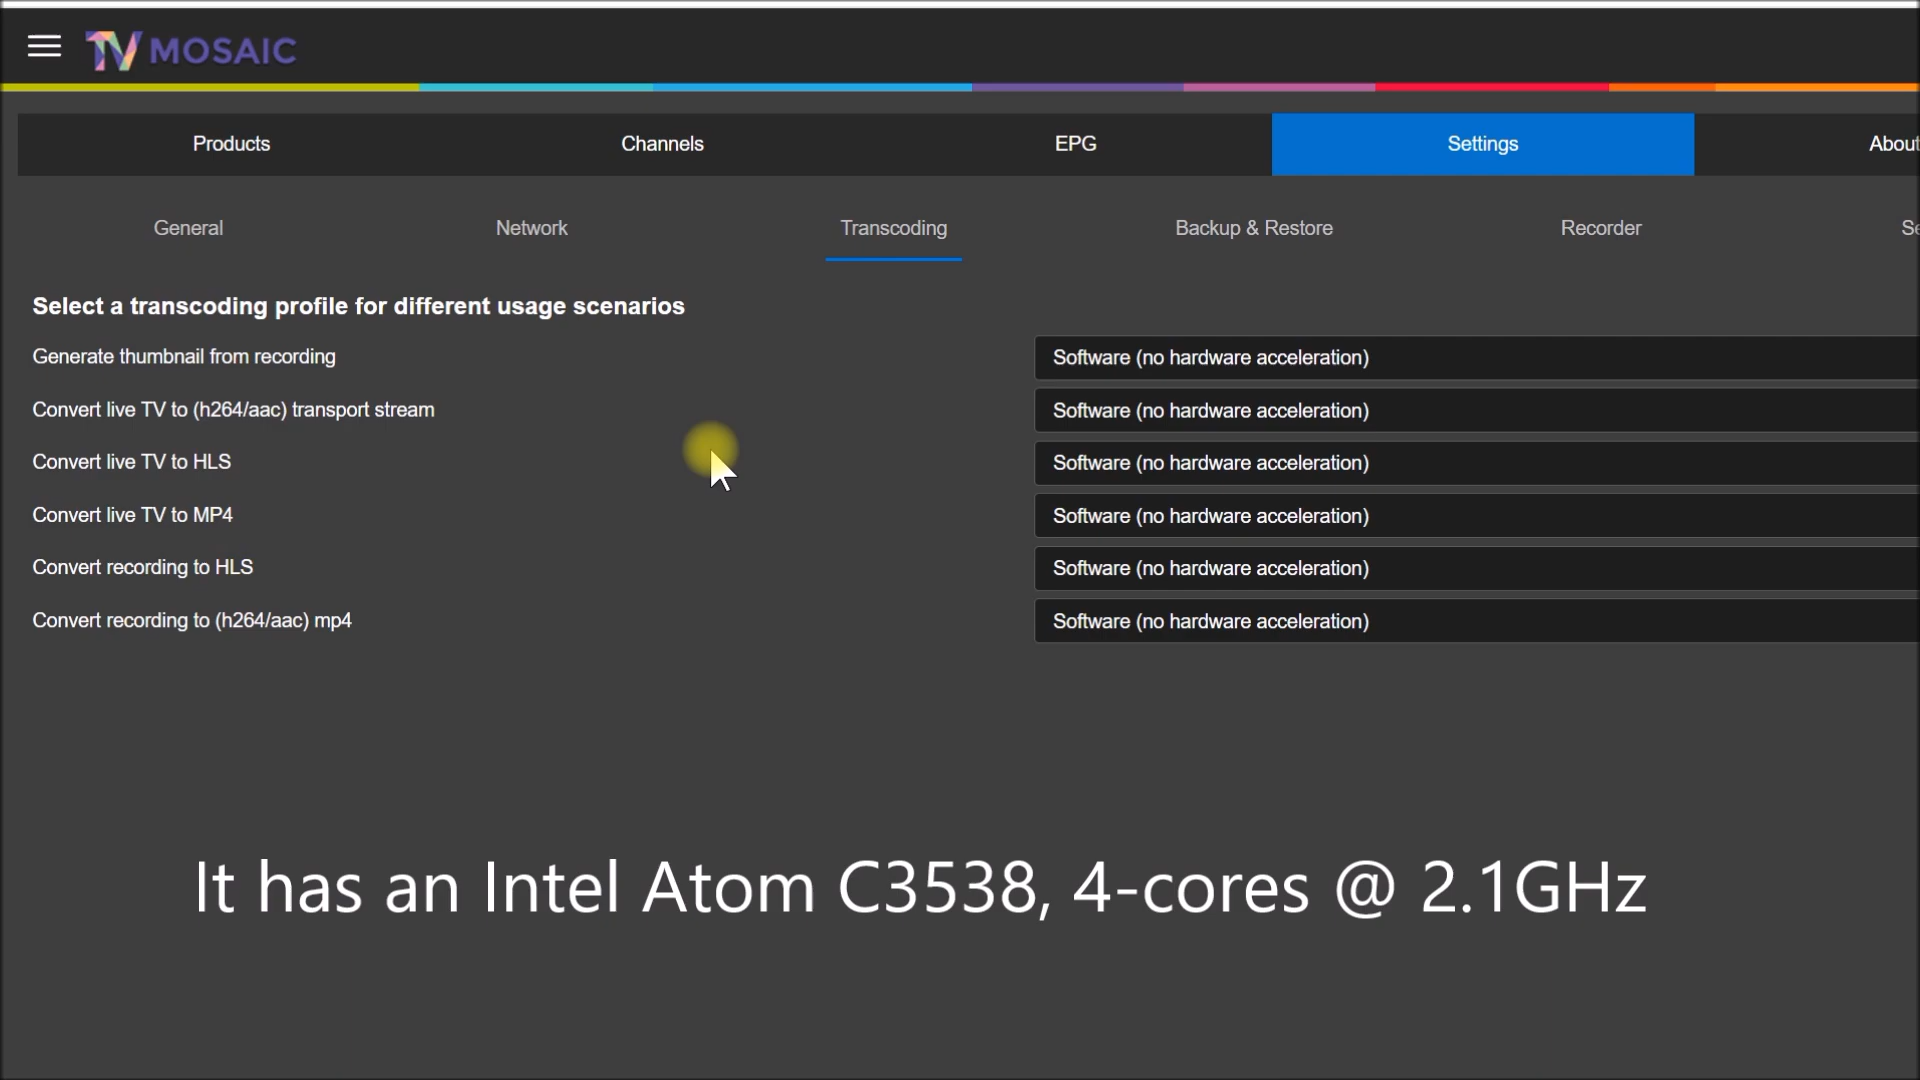 TV MOSAIC
Products Channels EPG Settings About
General Network Transcoding Backup & Restore Recorder
Select a transcoding profile for different usage scenarios
Generate thumbnail from recording Software (no hardware acceleration)
Convert live TV to (h264/aac) transport stream Software (no hardware acceleration)
Convert live TV to HLS Software (no hardware acceleration)
Convert live TV to MP4 Software (no hardware acceleration)
Convert recording to HLS Software (no hardware acceleration)
Convert recording to (h264/aac) mp4 Software (no hardware acceleration)
It has an Intel Atom C3538, 4-cores @ 2.1GHz